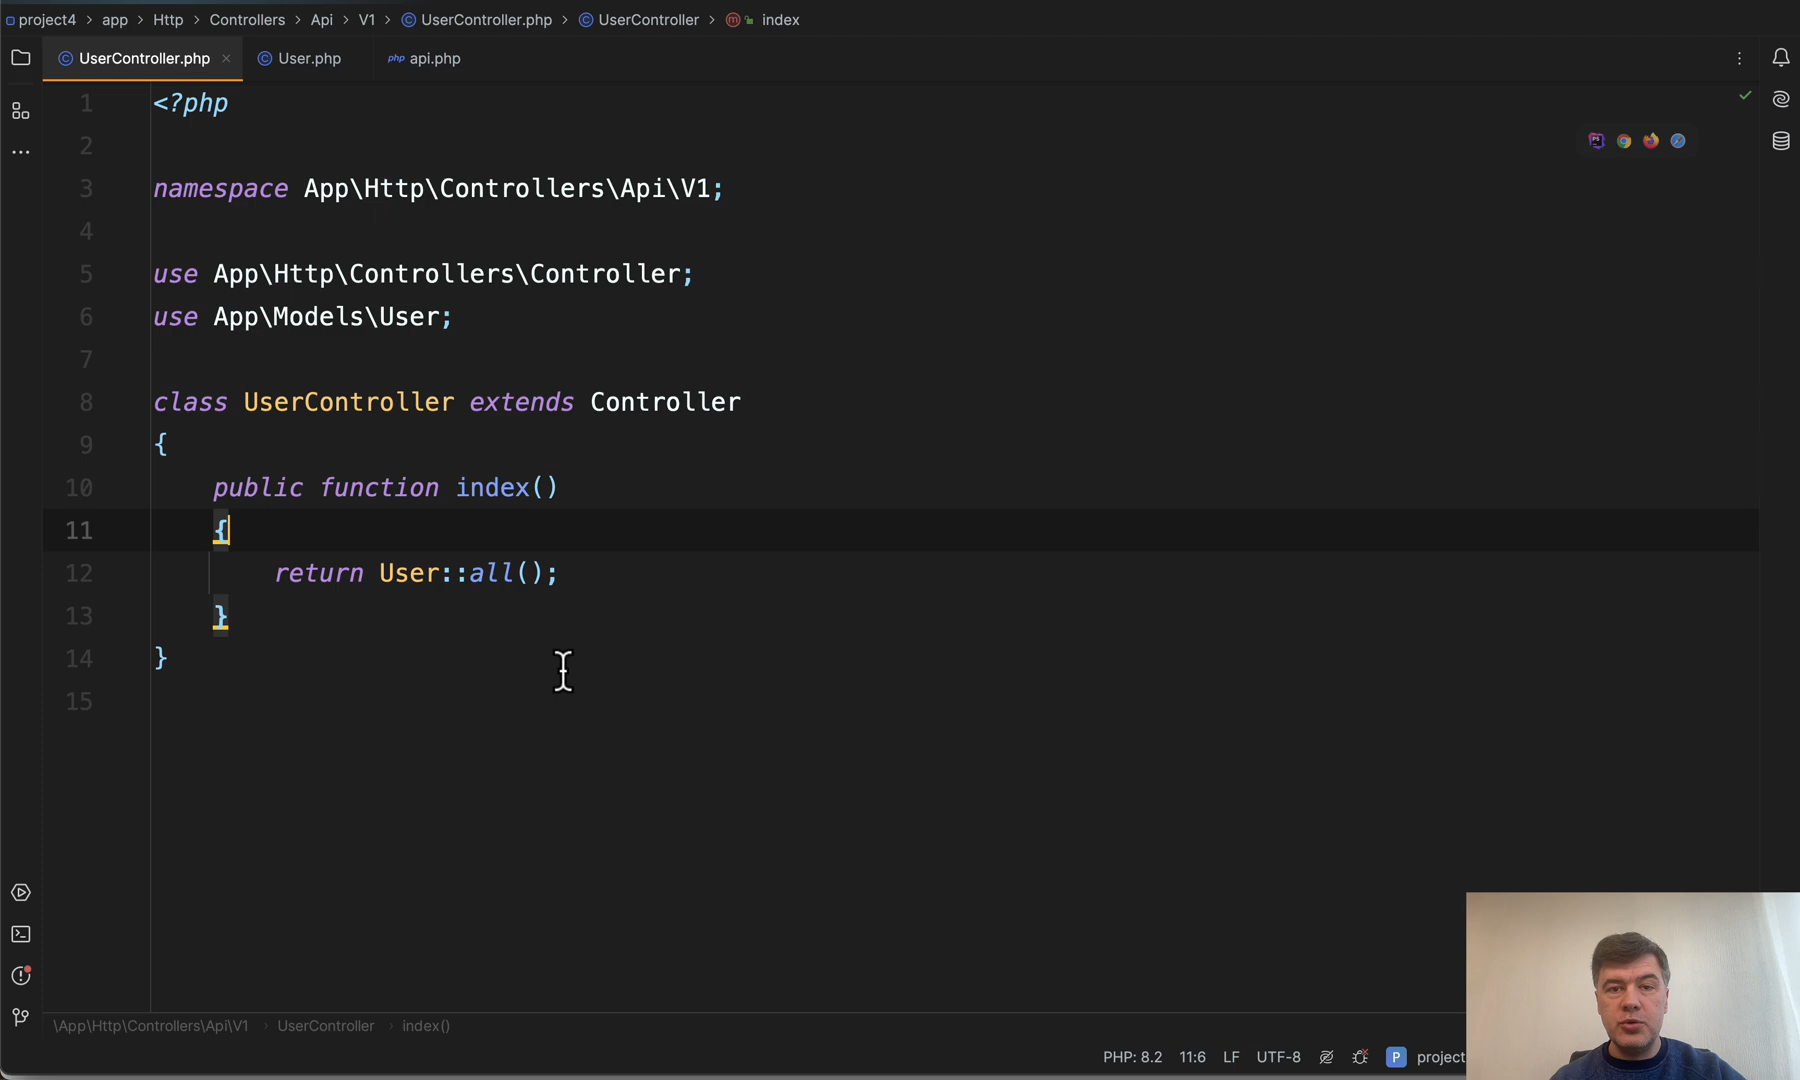 project4 > app > Http > Controllers > Api > V1 > UserController.php > UserController > m index
UserController.php × User.php php api.php
1 <?php
2
3 namespace App\Http\Controllers\Api\V1;
4
5 use App\Http\Controllers\Controller;
6 use App\Models\User;
7
8 class UserController extends Controller
9 {
10 public function index()
11 {
12 return User::all();
13 }
14 }
15
\App\Http\Controllers\Api\V1 > UserController > index()
PHP: 8.2 11:6 LF UTF-8 P project